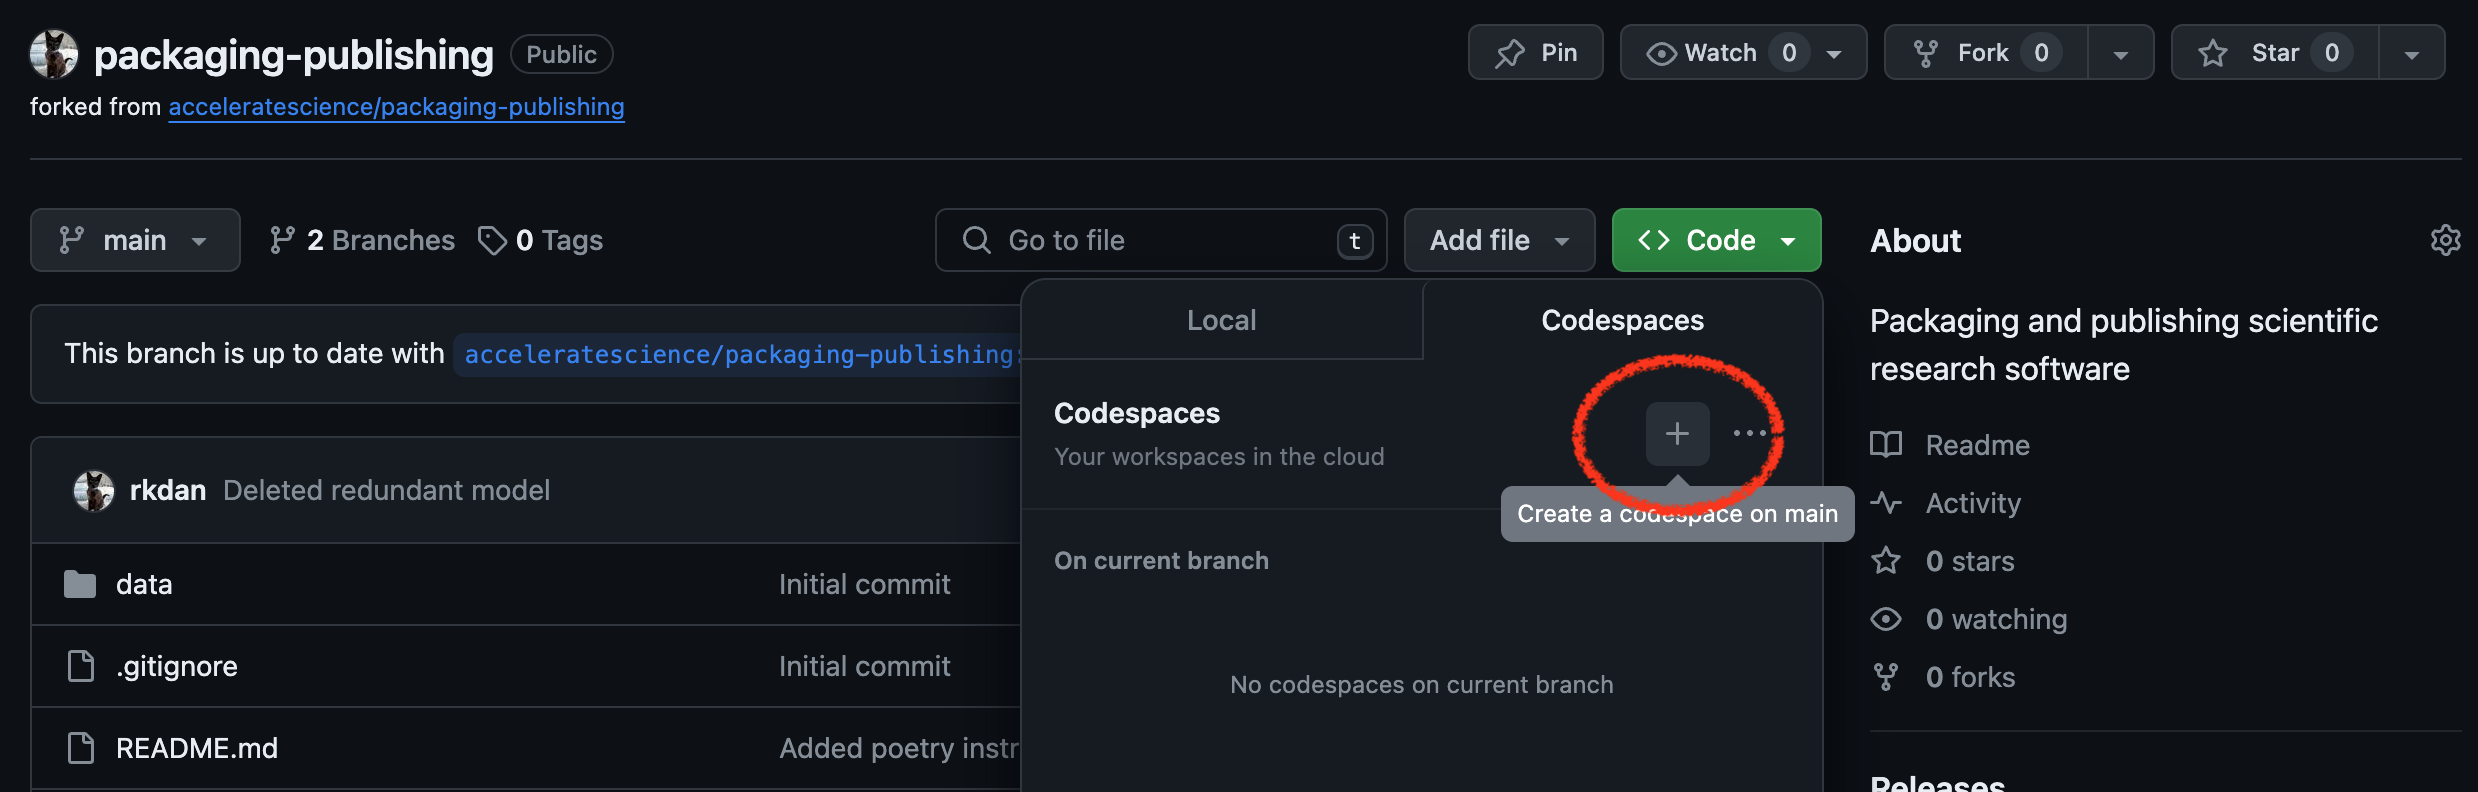 packaging-publishing Public
Pin
Watch 0
Fork 0
Star 0
forked from acceleratescience/packaging-publishing
main
2 Branches
0 Tags
Go to file t
Add file
Code
About
Local
Codespaces
Packaging and publishing scientific
research software
This branch is up to date with acceleratescience/packaging-publishing:
Codespaces
Your workspaces in the cloud
Create a codespace on main
Readme
rkdan Deleted redundant model
Activity
On current branch
0 stars
data Initial commit
0 watching
.gitignore Initial commit
No codespaces on current branch
0 forks
README.md Added poetry instr
Releases